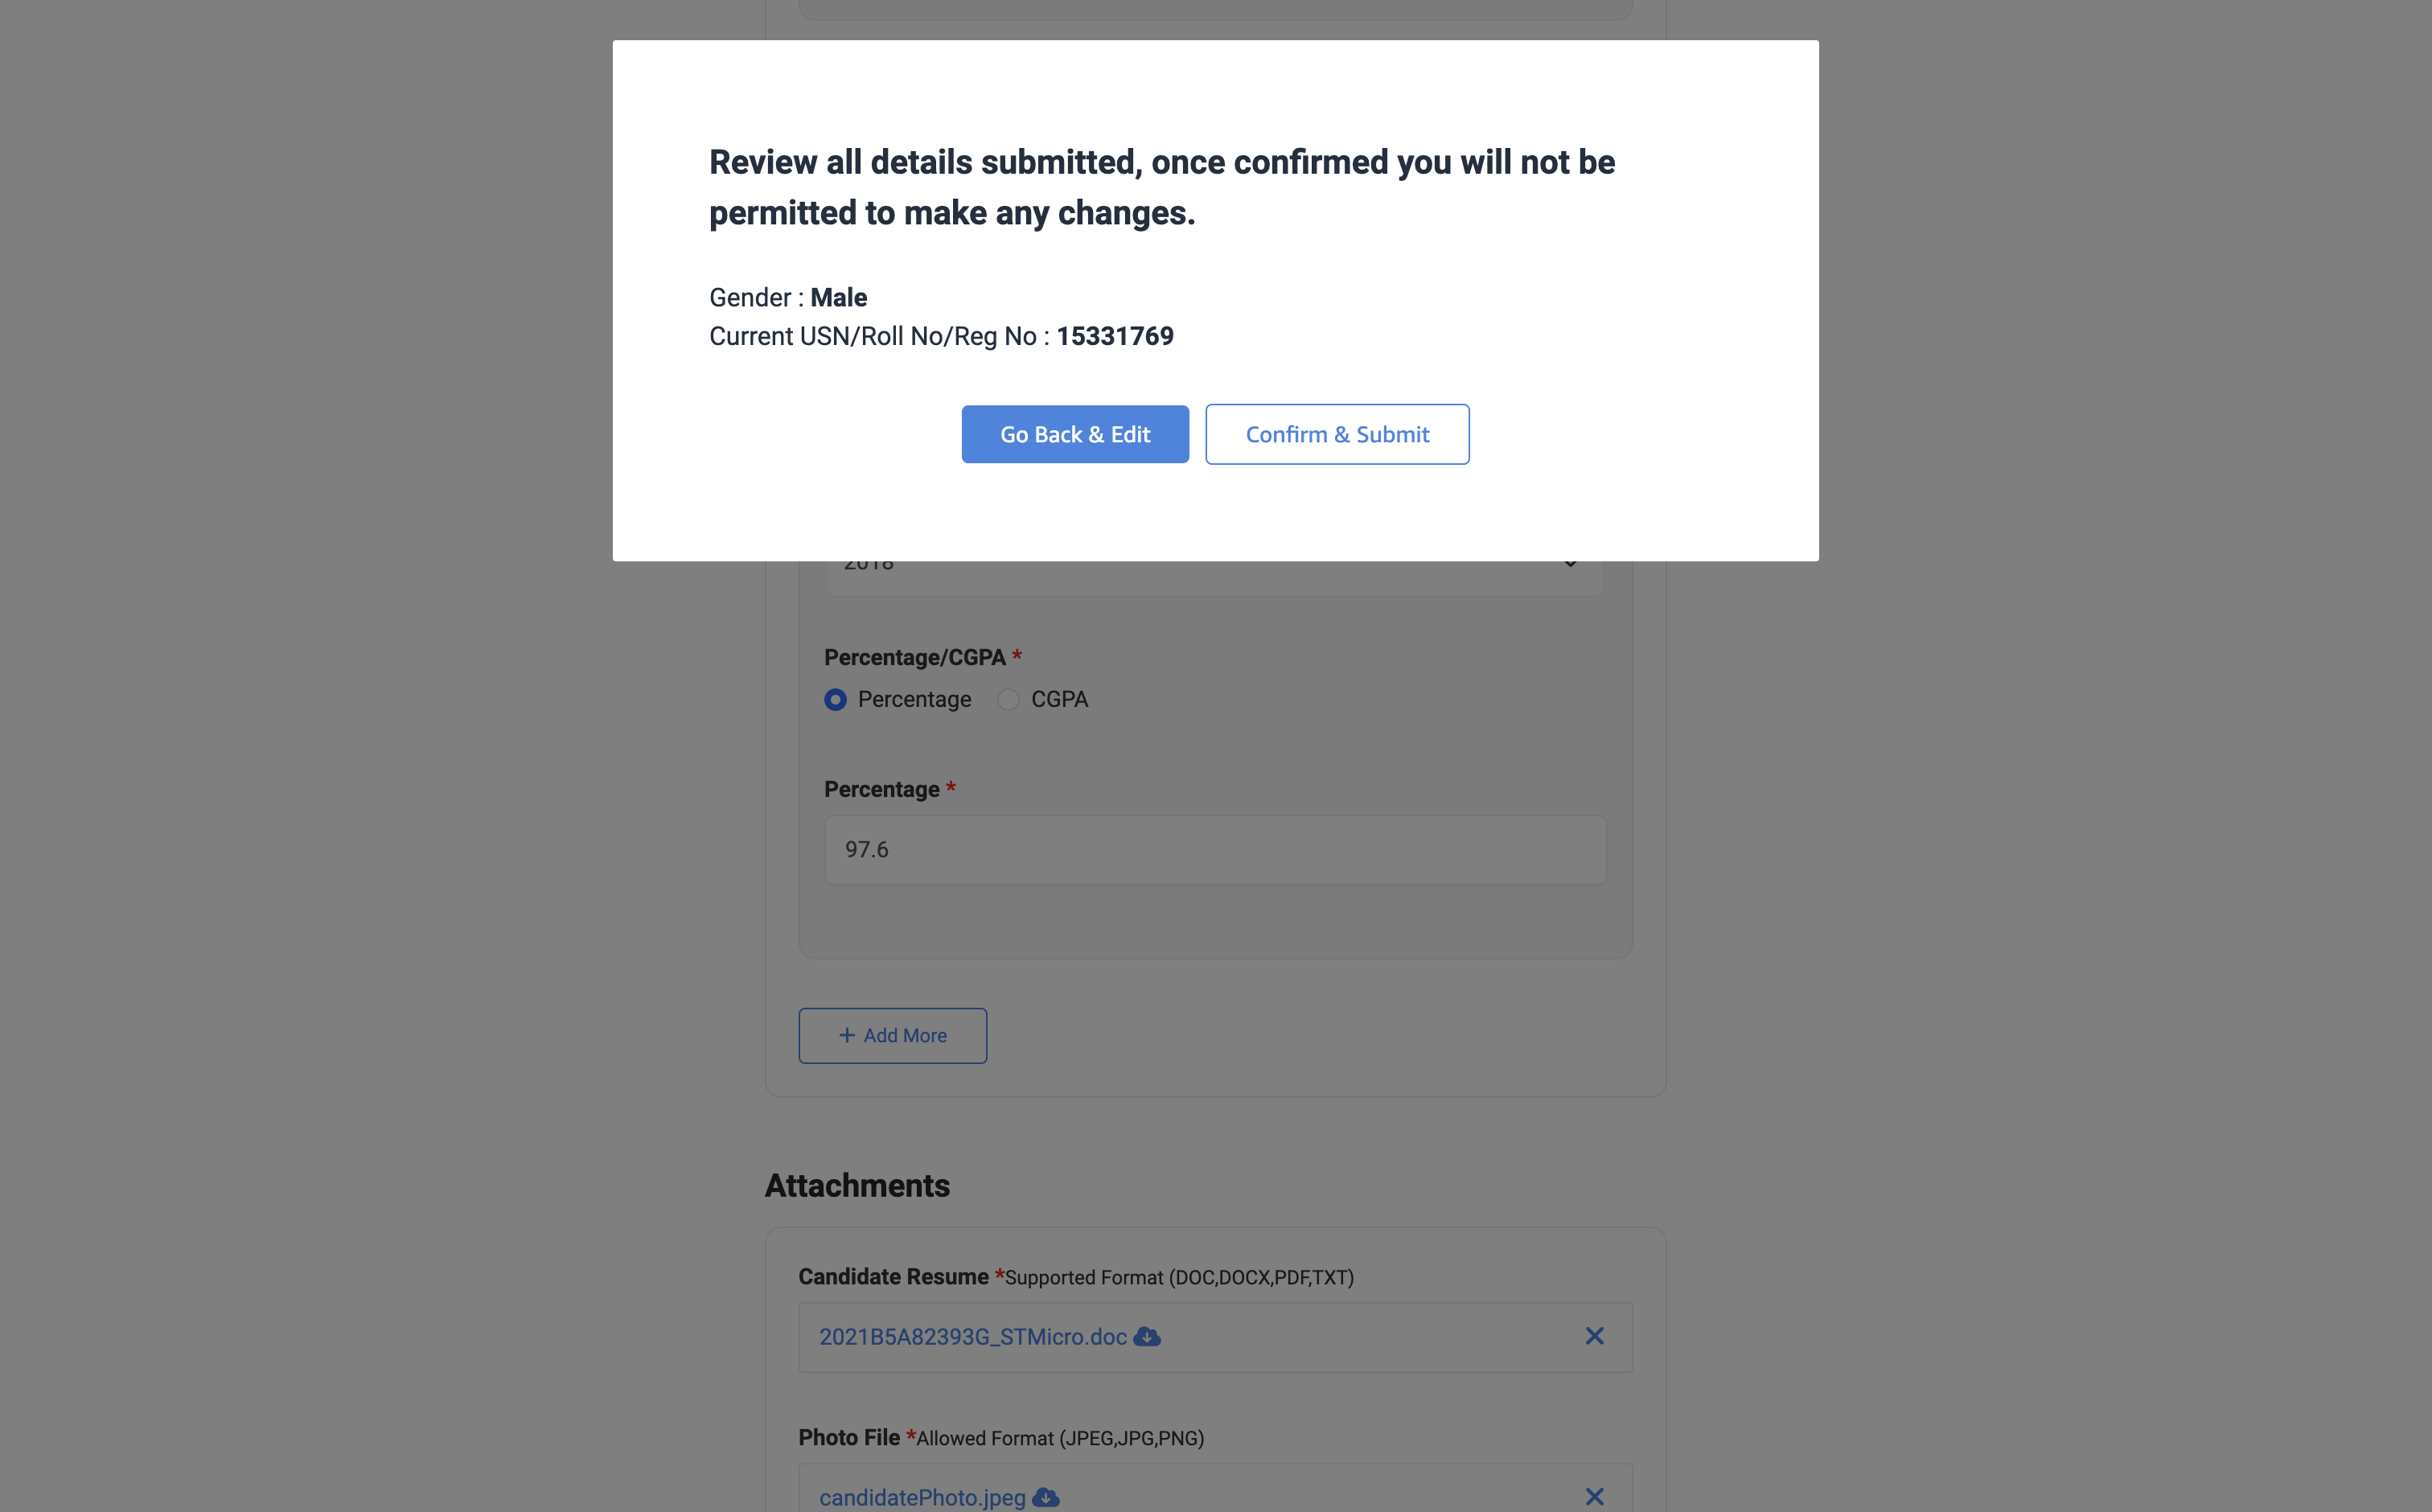 Review all details submitted, once confirmed you will not be
permitted to make any changes.
Gender : Male
Current USN/Roll No/Reg No : 15331769
Go Back & Edit
Confirm & Submit
2018
Percentage/CGPA *
Percentage
CGPA
Percentage *
97.6
+ Add More
Attachments
Candidate Resume *Supported Format (DOC,DOCX,PDF,TXT)
2021B5A82393G_STMicro.doc
Photo File *Allowed Format (JPEG,JPG,PNG)
candidatePhoto.jpeg